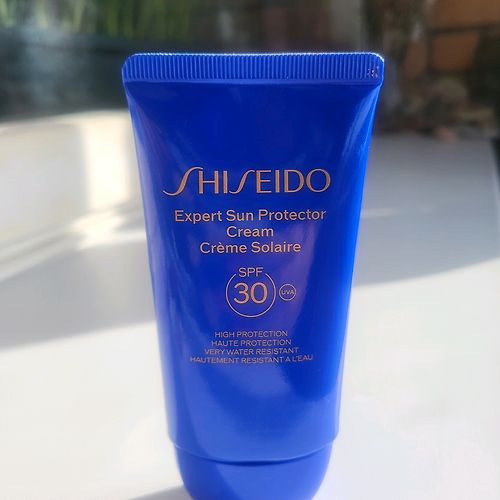 SHISEIDO
Expert Sun Protector
Cream
Crème Solaire
SPF
30 UVA
HIGH PROTECTION
HAUTE PROTECTION
VERY WATER RESISTANT
HAUTEMENT RESISTANT A L'EAU